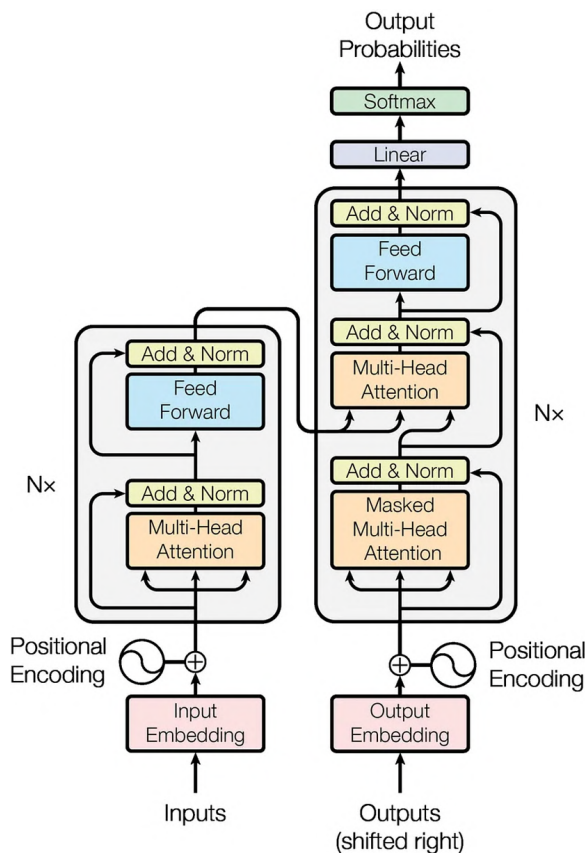 Output
Probabilities
Softmax
Linear
Add & Norm
Feed
Forward
Add & Norm
Multi-Head
Attention
Add & Norm
Masked
Multi-Head
Attention
N×
Add & Norm
Feed
Forward
Add & Norm
Multi-Head
Attention
N×
Positional
Encoding
Input
Embedding
Inputs
Positional
Encoding
Output
Embedding
Outputs
(shifted right)